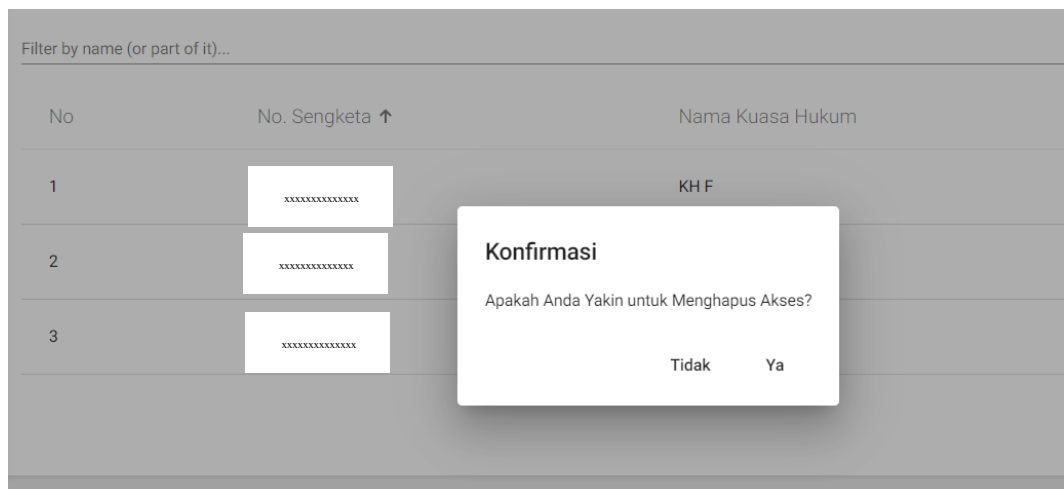 Filter by name (or part of it)...
No No. Sengketa ↑ Nama Kuasa Hukum
1 xxxxxxxxxxxxxx KH F
2 xxxxxxxxxxxxxx
3 xxxxxxxxxxxxxx
Konfirmasi
Apakah Anda Yakin untuk Menghapus Akses?
Tidak Ya